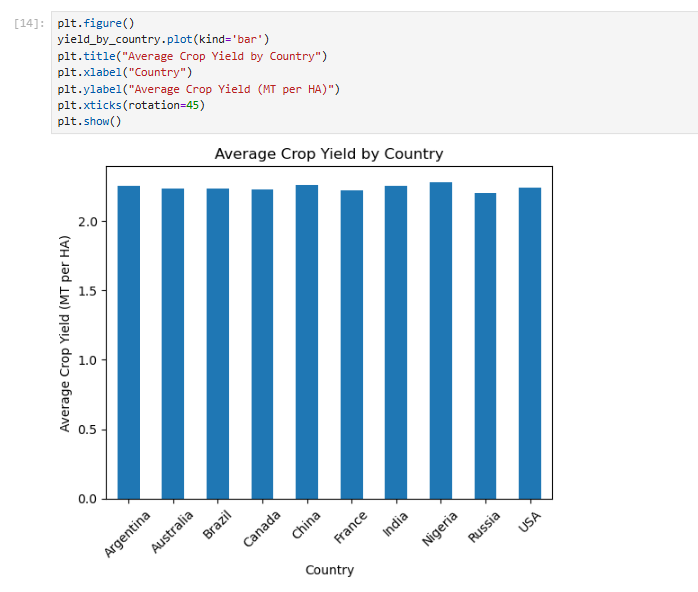 [14]: plt.figure()
yield_by_country.plot(kind='bar')
plt.title("Average Crop Yield by Country")
plt.xlabel("Country")
plt.ylabel("Average Crop Yield (MT per HA)")
plt.xticks(rotation=45)
plt.show()
Average Crop Yield by Country
Average Crop Yield (MT per HA)
2.0
1.5
1.0
0.5
0.0
Argentina
Australia
Brazil
Canada
China
France
India
Nigeria
Russia
USA
Country